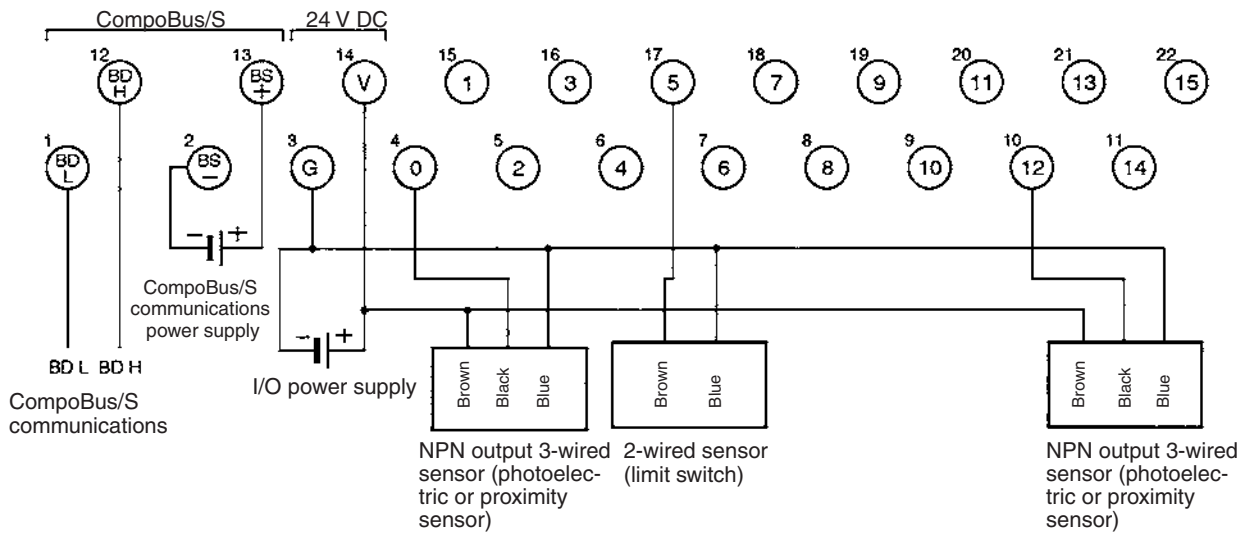 CompoBus/S 24 V DC
12 13 14 15 16 17 18 19 20 21 22
BD H BS + V 1 3 5 7 9 11 13 15
1 2 3 4 5 6 7 8 9 10 11
BD L BS – G 0 2 4 6 8 10 12 14
– +
CompoBus/S
communications
power supply
– +
I/O power supply
BD L BD H
CompoBus/S
communications
Brown Black Blue
NPN output 3-wired
sensor (photoelec-
tric or proximity
sensor)
Brown Blue
2-wired sensor
(limit switch)
Brown Black Blue
NPN output 3-wired
sensor (photoelec-
tric or proximity
sensor)